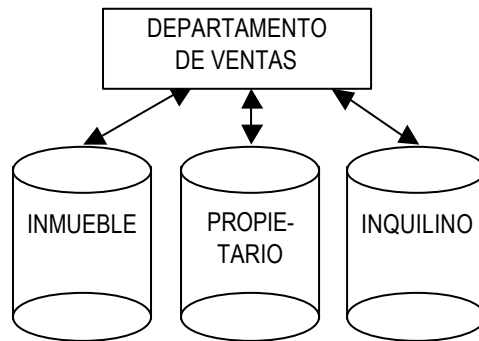 DEPARTAMENTO
DE VENTAS
INMUEBLE
PROPIE-
TARIO
INQUILINO